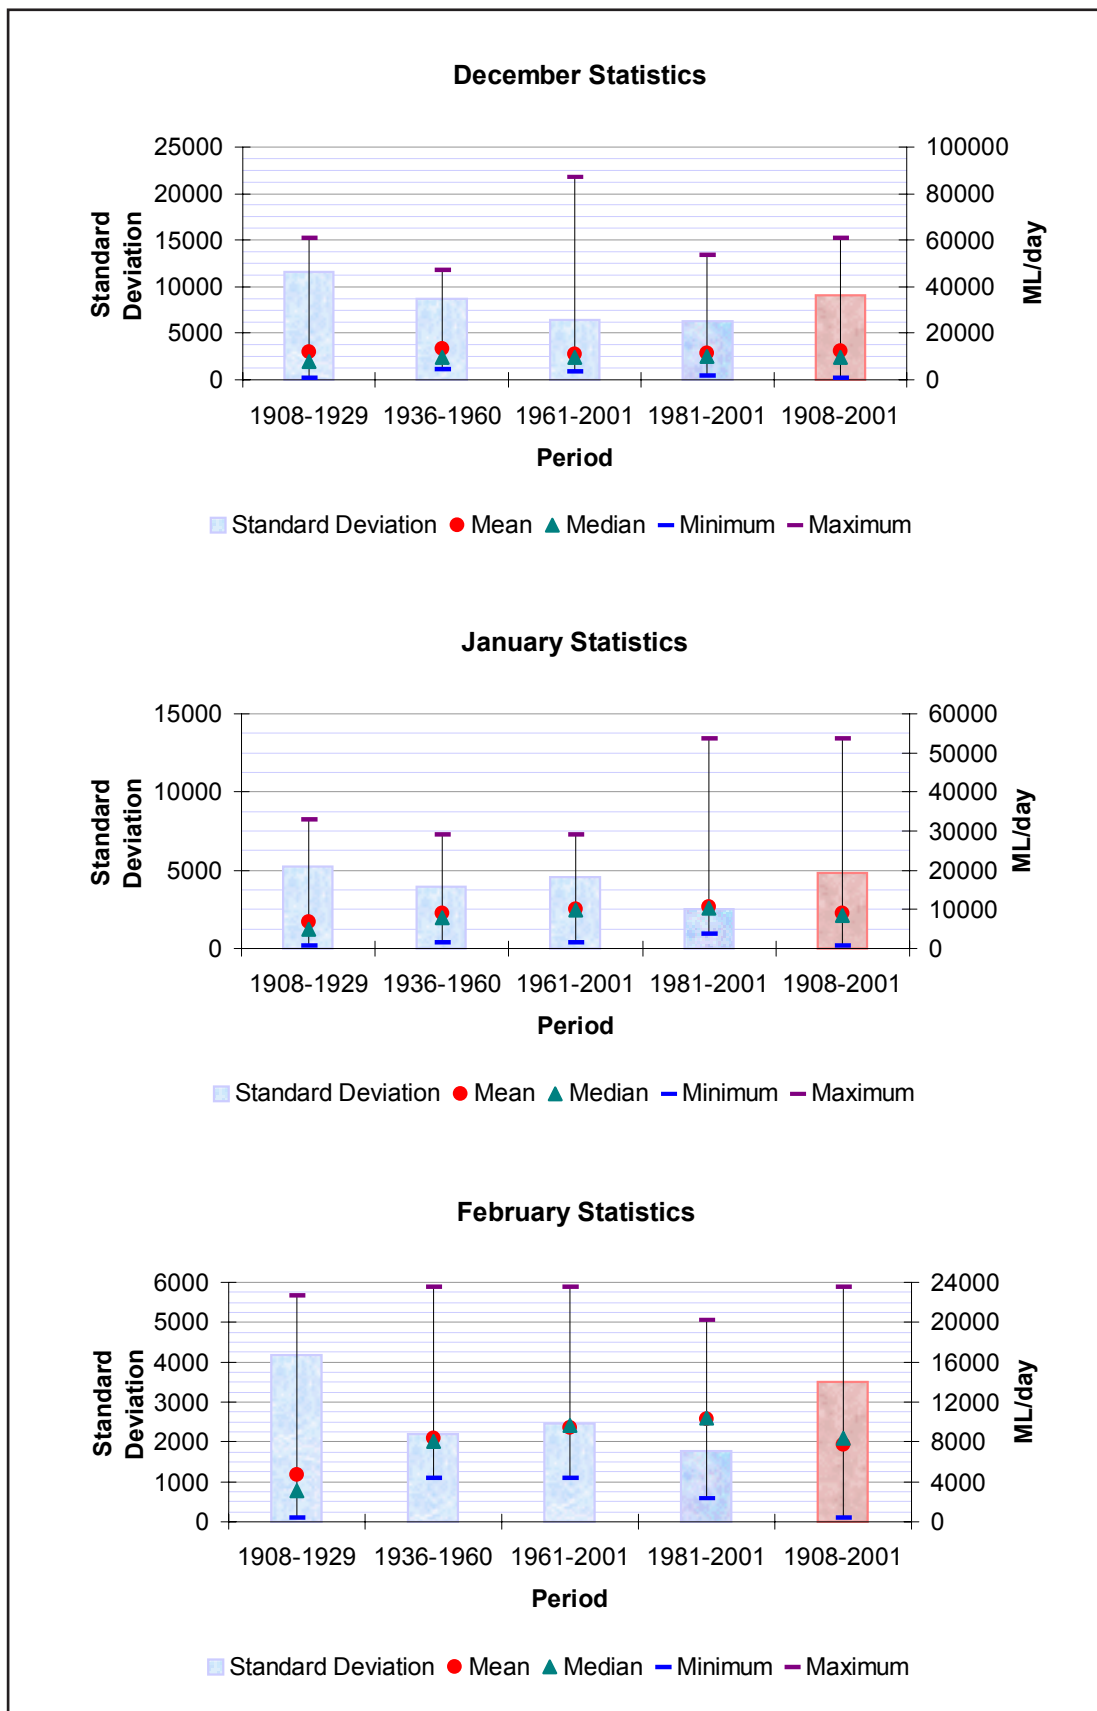 December Statistics
25000 100000
20000 80000
15000 60000
10000 40000
5000 20000
0 0
Standard
Deviation
ML/day
1908-1929 1936-1960 1961-2001 1981-2001 1908-2001
Period
Standard Deviation Mean Median Minimum Maximum
January Statistics
15000 60000
50000
10000 40000
30000
5000 20000
10000
0 0
Standard
Deviation
ML/day
1908-1929 1936-1960 1961-2001 1981-2001 1908-2001
Period
Standard Deviation Mean Median Minimum Maximum
February Statistics
6000 24000
5000 20000
4000 16000
3000 12000
2000 8000
1000 4000
0 0
Standard
Deviation
ML/day
1908-1929 1936-1960 1961-2001 1981-2001 1908-2001
Period
Standard Deviation Mean Median Minimum Maximum